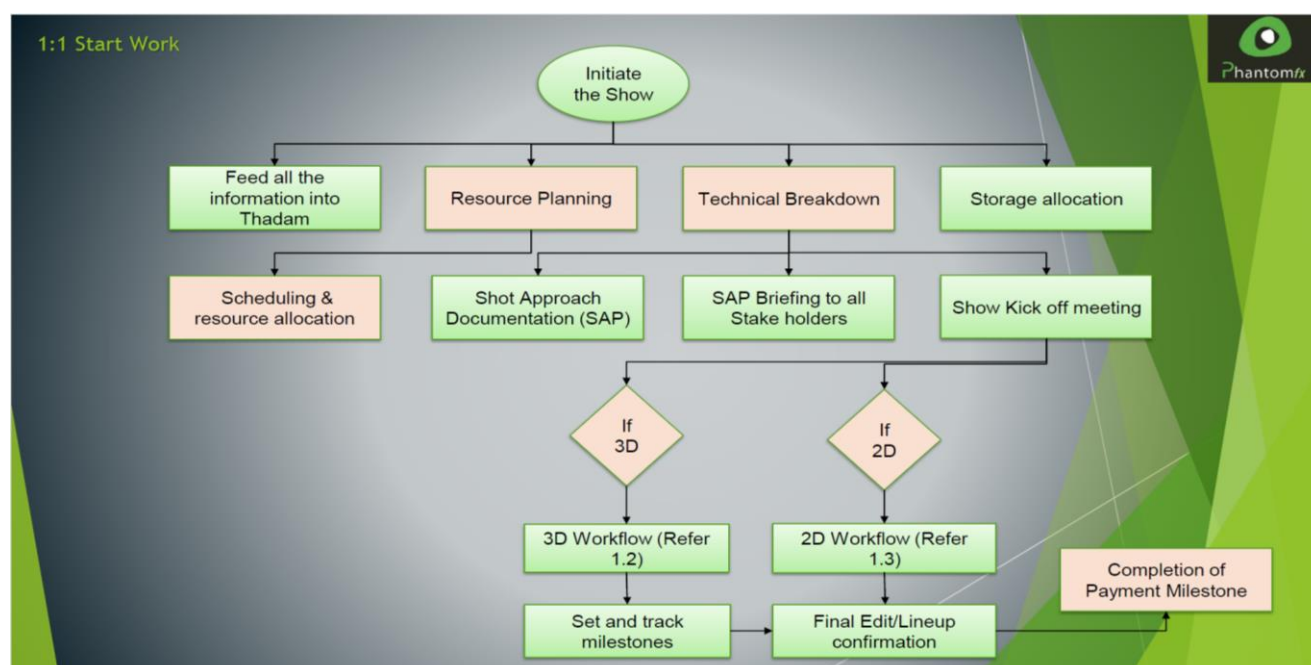 1:1 Start Work
Phantomfx
Initiate
the Show
Feed all the
information into
Thadam
Resource Planning
Technical Breakdown
Storage allocation
Scheduling &
resource allocation
Shot Approach
Documentation (SAP)
SAP Briefing to all
Stake holders
Show Kick off meeting
If
3D
If
2D
3D Workflow (Refer
1.2)
2D Workflow (Refer
1.3)
Completion of
Payment Milestone
Set and track
milestones
Final Edit/Lineup
confirmation